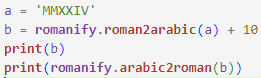 a = 'MMXXIV'
b = romanify.roman2arabic(a) + 10
print(b)
print(romanify.arabic2roman(b))